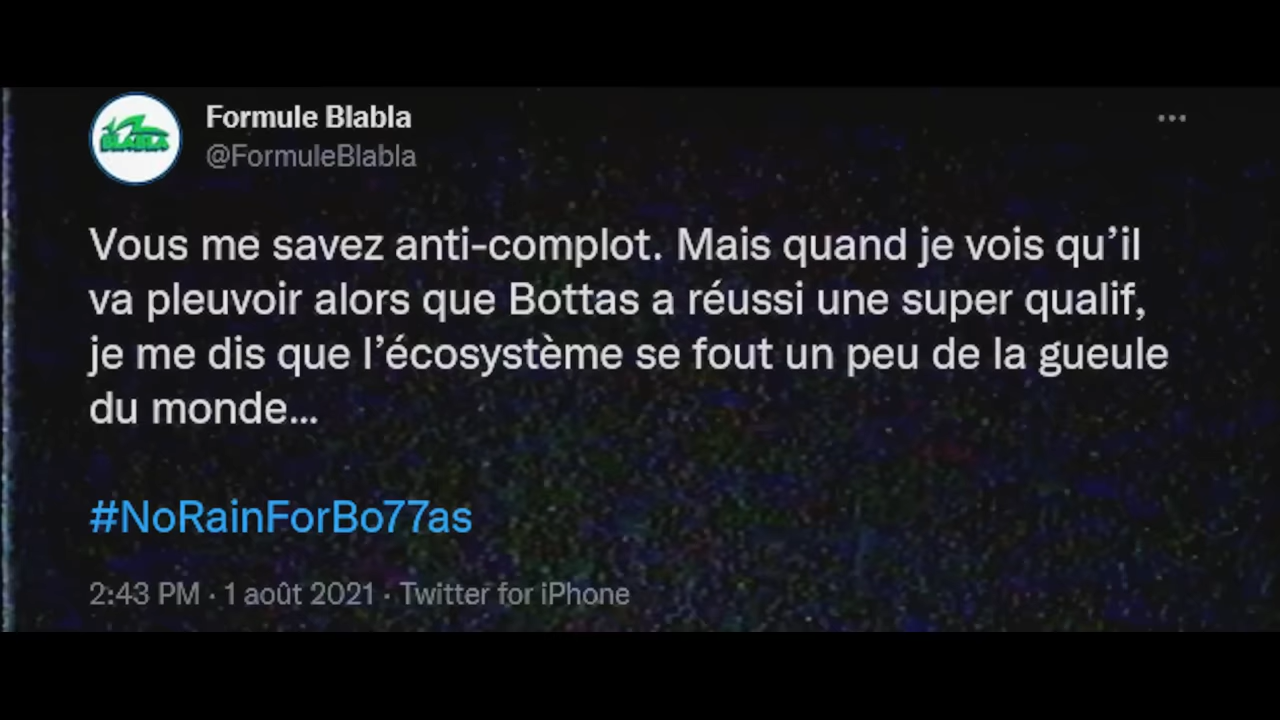 BLABLA
Formule Blabla
@FormuleBlabla
Vous me savez anti-complot. Mais quand je vois qu’il
va pleuvoir alors que Bottas a réussi une super qualif,
je me dis que l’écosystème se fout un peu de la gueule
du monde...
#NoRainForBo77as
2:43 PM · 1 août 2021 · Twitter for iPhone